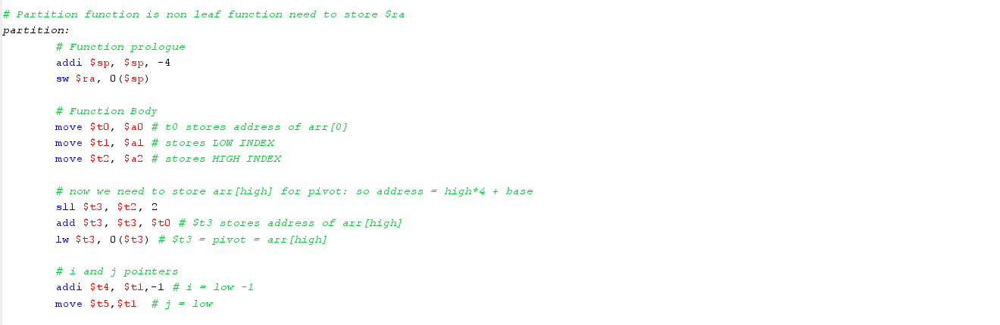 # Partition function is non leaf function need to store $ra
partition:
# Function prologue
addi $sp, $sp, -4
sw $ra, 0($sp)
# Function Body
move $t0, $a0 # t0 stores address of arr[0]
move $t1, $a1 # stores LOW INDEX
move $t2, $a2 # stores HIGH INDEX
# now we need to store arr[high] for pivot: so address = high*4 + base
sll $t3, $t2, 2
add $t3, $t3, $t0 # $t3 stores address of arr[high]
lw $t3, 0($t3) # $t3 = pivot = arr[high]
# i and j pointers
addi $t4, $t1,-1 # i = low -1
move $t5,$t1  # j = low